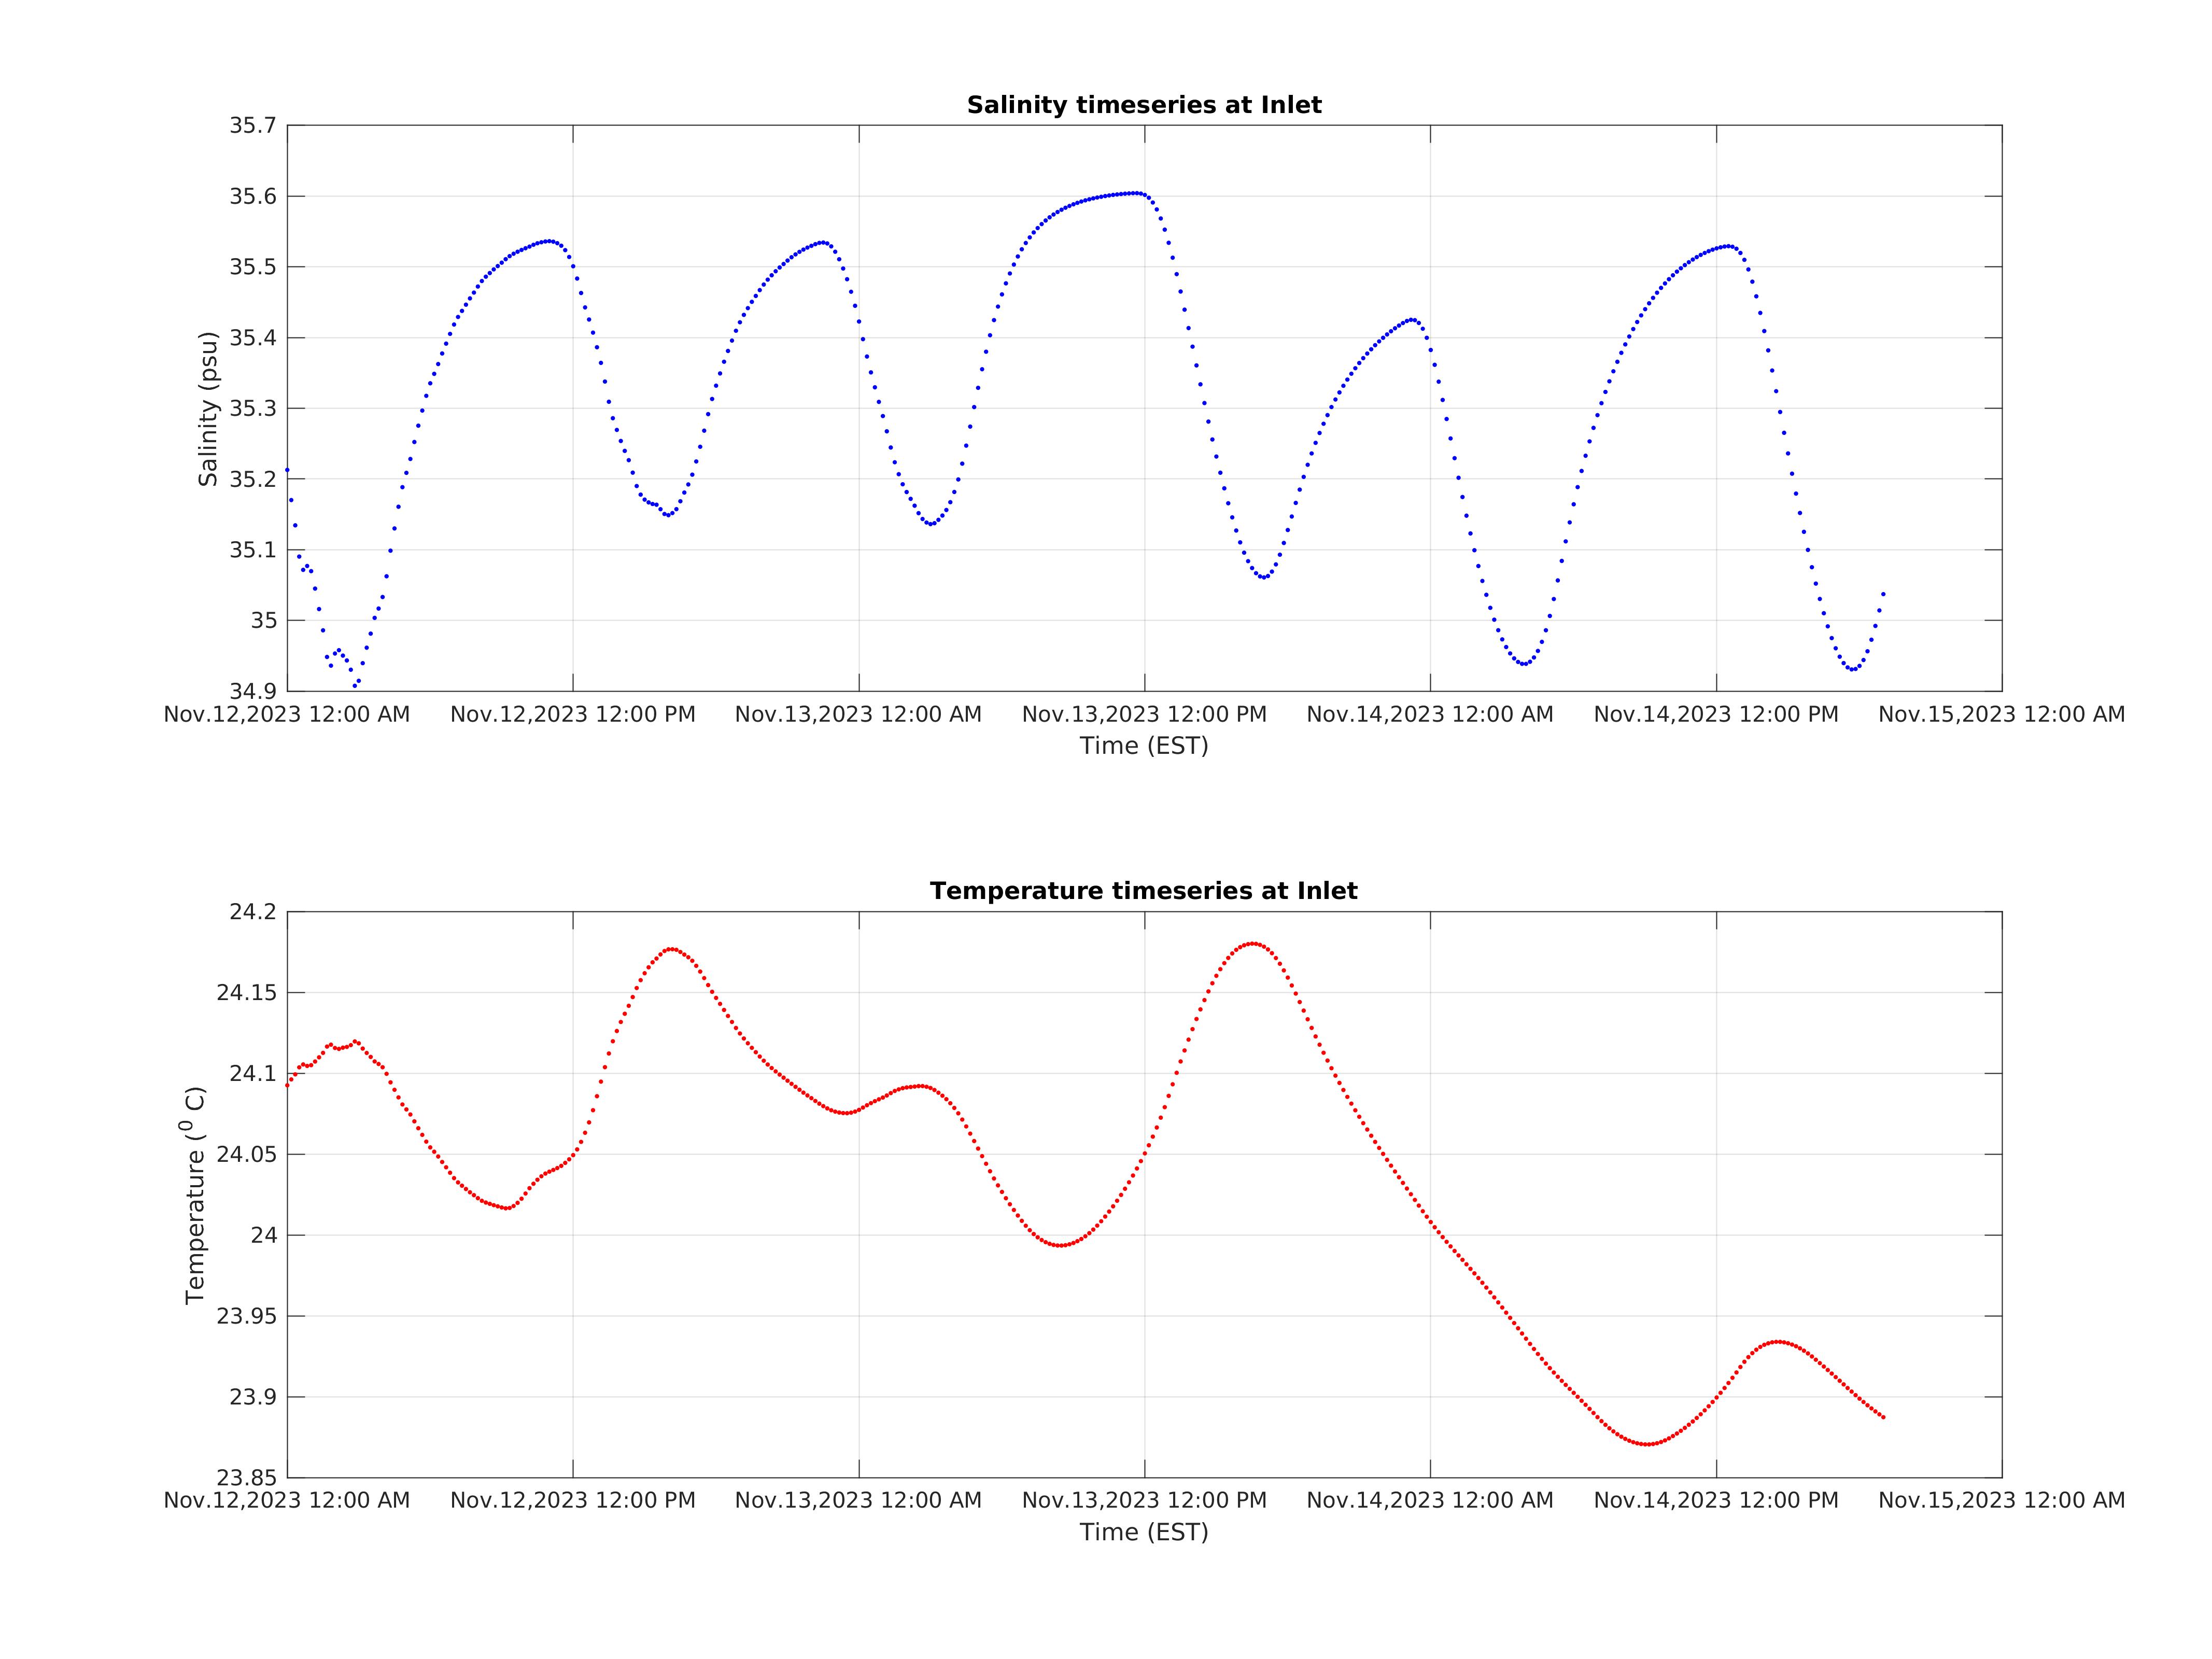 Salinity timeseries at Inlet
35.7
35.6
35.5
35.4
35.3
35.2
35.1
35
34.9
Salinity (psu)
Nov.12,2023 12:00 AM Nov.12,2023 12:00 PM Nov.13,2023 12:00 AM Nov.13,2023 12:00 PM Nov.14,2023 12:00 AM Nov.14,2023 12:00 PM Nov.15,2023 12:00 AM
Time (EST)
Temperature timeseries at Inlet
24.2
24.15
24.1
24.05
24
23.95
23.9
23.85
Temperature (⁰ C)
Nov.12,2023 12:00 AM Nov.12,2023 12:00 PM Nov.13,2023 12:00 AM Nov.13,2023 12:00 PM Nov.14,2023 12:00 AM Nov.14,2023 12:00 PM Nov.15,2023 12:00 AM
Time (EST)